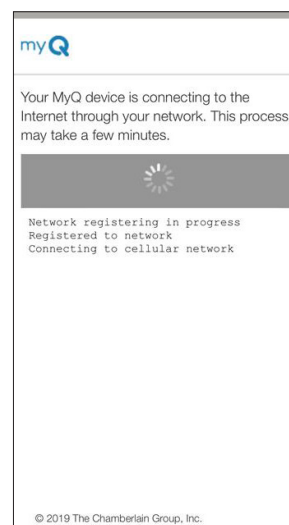 myQ
Your MyQ device is connecting to the
Internet through your network. This process
may take a few minutes.
Network registering in progress
Registered to network
Connecting to cellular network
© 2019 The Chamberlain Group, Inc.